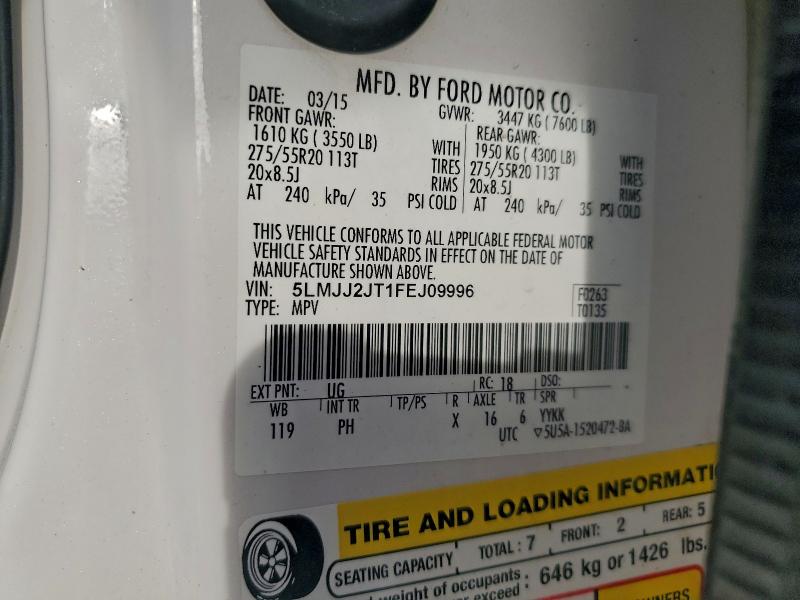 MFD. BY FORD MOTOR CO.
DATE: 03/15 GVWR: 3447 KG (7600 LB)
FRONT GAWR: REAR GAWR:
1610 KG (3550 LB) WITH 1950 KG (4300 LB) WITH
275/55R20 113T TIRES 275/55R20 113T TIRES
20x8.5J RIMS 20x8.5J RIMS
AT 240 kPa/ 35 PSI COLD AT 240 kPa/ 35 PSI COLD
THIS VEHICLE CONFORMS TO ALL APPLICABLE FEDERAL MOTOR
VEHICLE SAFETY STANDARDS IN EFFECT ON THE DATE OF
MANUFACTURE SHOWN ABOVE.
VIN: 5LMJJ2JT1FEJ09996 F0263
TYPE: MPV T0135
EXT PNT: UG RC: 18 DSO:
WB INT TR TP/PS R AXLE TR SPR
119 PH X 16 6 YYKK
UTC ▽5U5A-1520472-BA
TIRE AND LOADING INFORMATI
SEATING CAPACITY TOTAL: 7 FRONT: 2 REAR: 5
weight of occupants
er exceed: 646 kg or 1426 lbs.
OWNERS